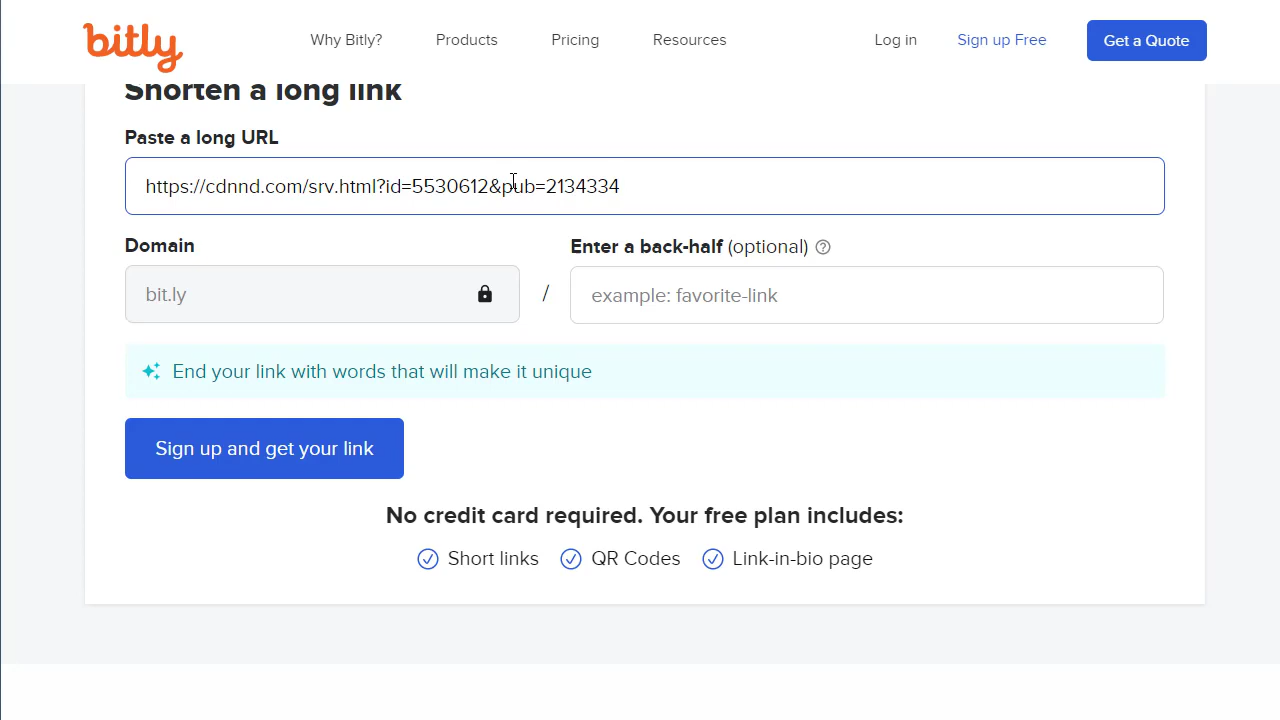 bitly
Why Bitly? Products Pricing Resources Log in Sign up Free Get a Quote
Shorten a long link
Paste a long URL
https://cdnnd.com/srv.html?id=5530612&pub=2134334
Domain
Enter a back-half (optional) ?
bit.ly / example: favorite-link
End your link with words that will make it unique
Sign up and get your link
No credit card required. Your free plan includes:
Short links QR Codes Link-in-bio page